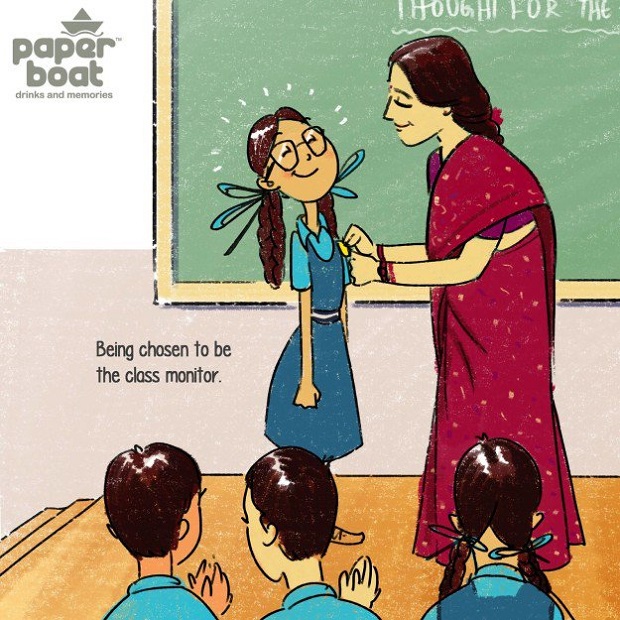 paper boat™
drinks and memories
THOUGHT FOR THE
Being chosen to be
the class monitor.